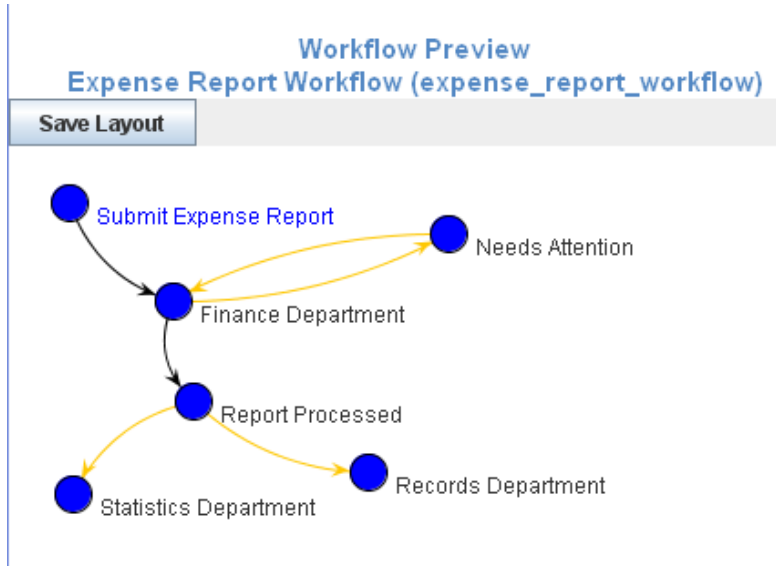 Workflow Preview
Expense Report Workflow (expense_report_workflow)
Save Layout
Submit Expense Report
Needs Attention
Finance Department
Report Processed
Records Department
Statistics Department